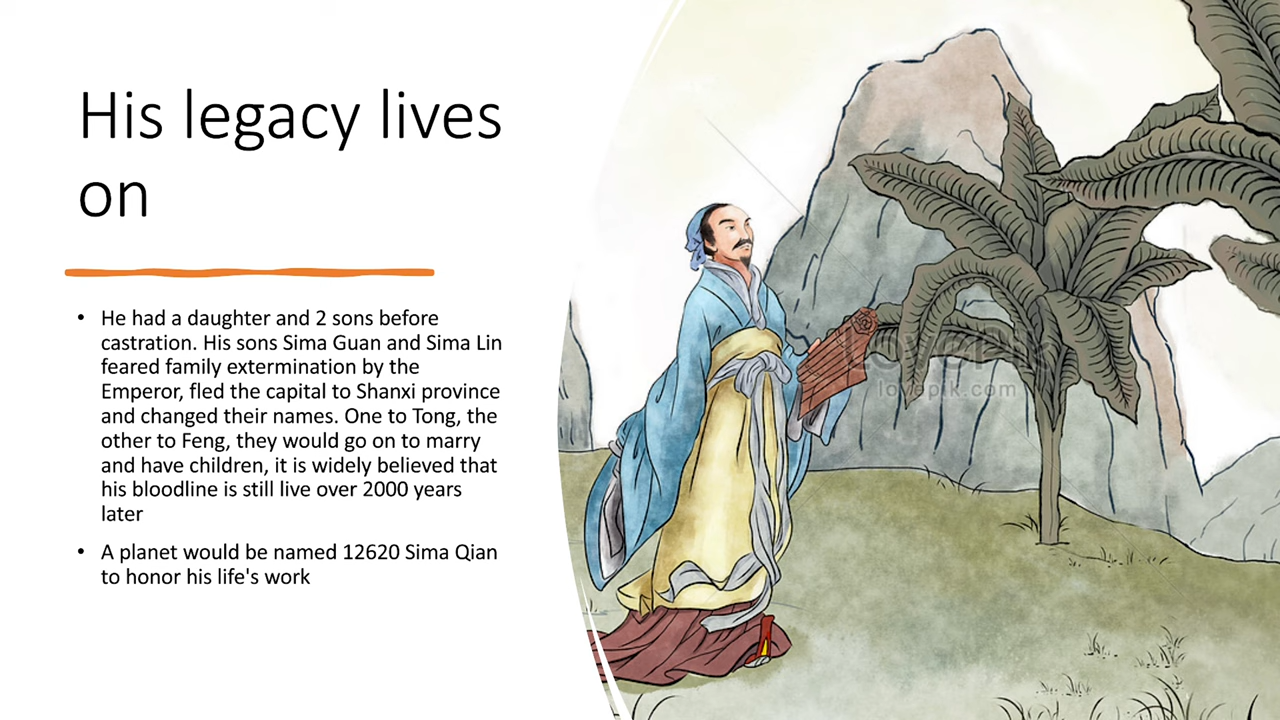 His legacy lives
on
• He had a daughter and 2 sons before
castration. His sons Sima Guan and Sima Lin
feared family extermination by the
Emperor, fled the capital to Shanxi province
and changed their names. One to Tong, the
other to Feng, they would go on to marry
and have children, it is widely believed that
his bloodline is still live over 2000 years
later
• A planet would be named 12620 Sima Qian
to honor his life's work
LovePik
lovepik.com